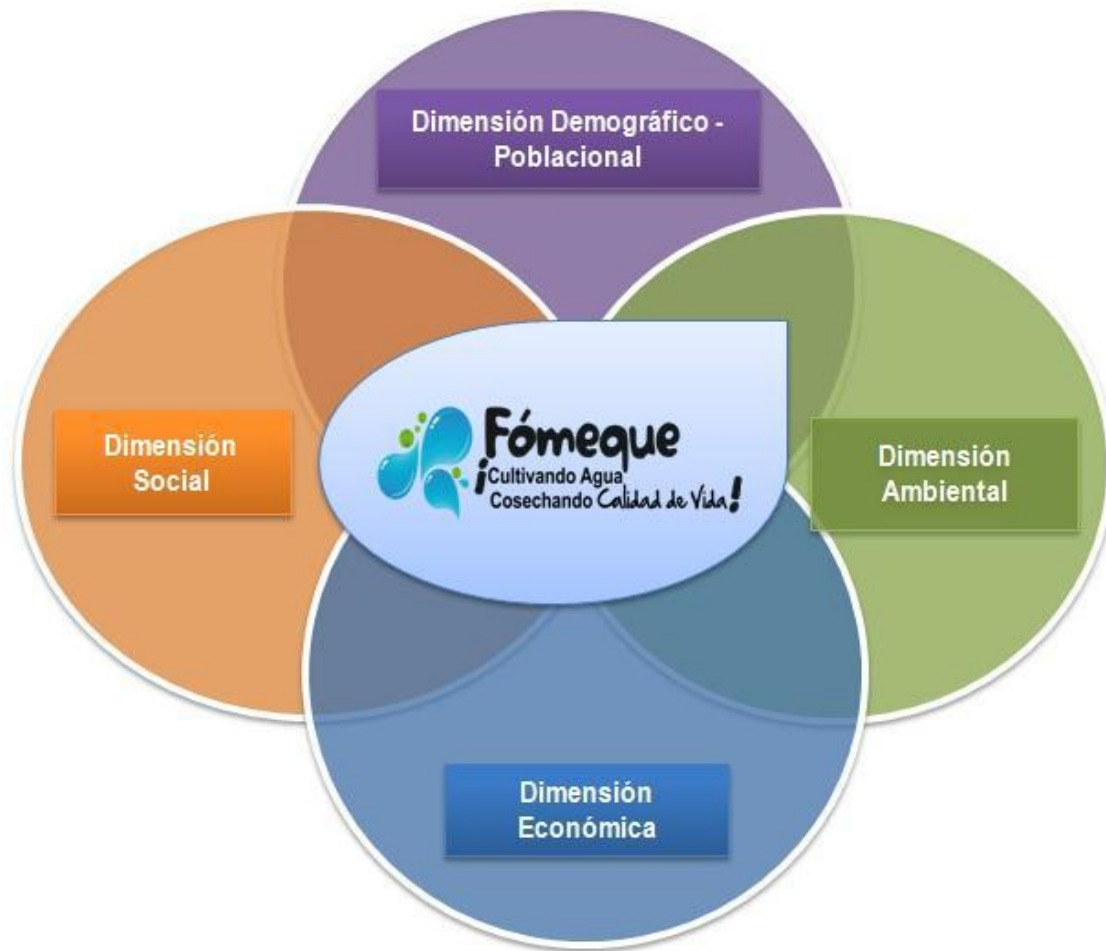 Dimensión Demográfico -
Poblacional
Dimensión
Social
Fómeque
¡Cultivando Agua
Cosechando Calidad de Vida!
Dimensión
Ambiental
Dimensión
Económica